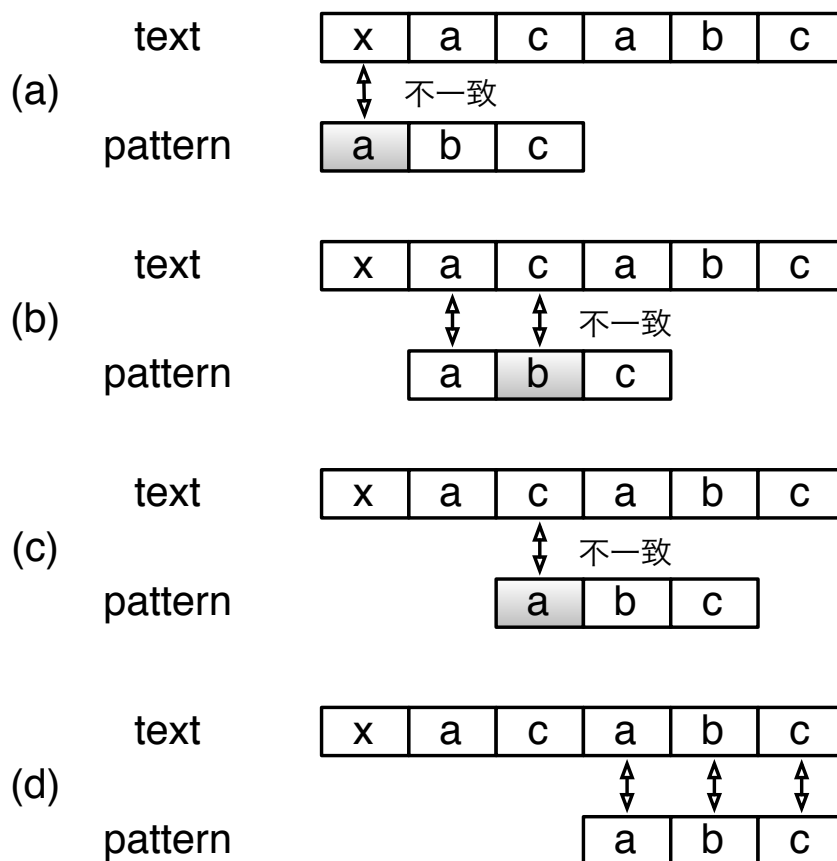 text x a c a b c
(a) 不一致
pattern a b c
text x a c a b c
(b) 不一致
pattern a b c
text x a c a b c
(c) 不一致
pattern a b c
text x a c a b c
(d)
pattern a b c